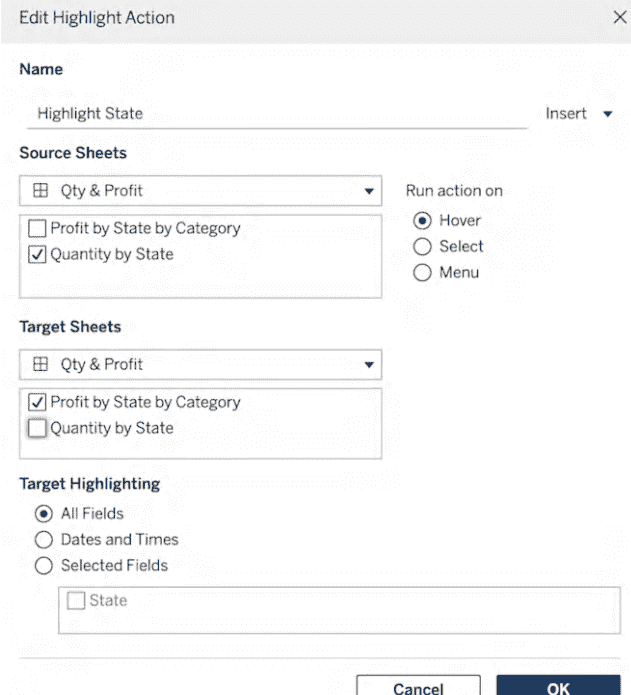 Edit Highlight Action
Name
Highlight State
Insert
Source Sheets
Qty & Profit
Run action on
Profit by State by Category
Hover
Quantity by State
Select
Menu
Target Sheets
Qty & Profit
Profit by State by Category
Quantity by State
Target Highlighting
All Fields
Dates and Times
Selected Fields
State
Cancel
OK